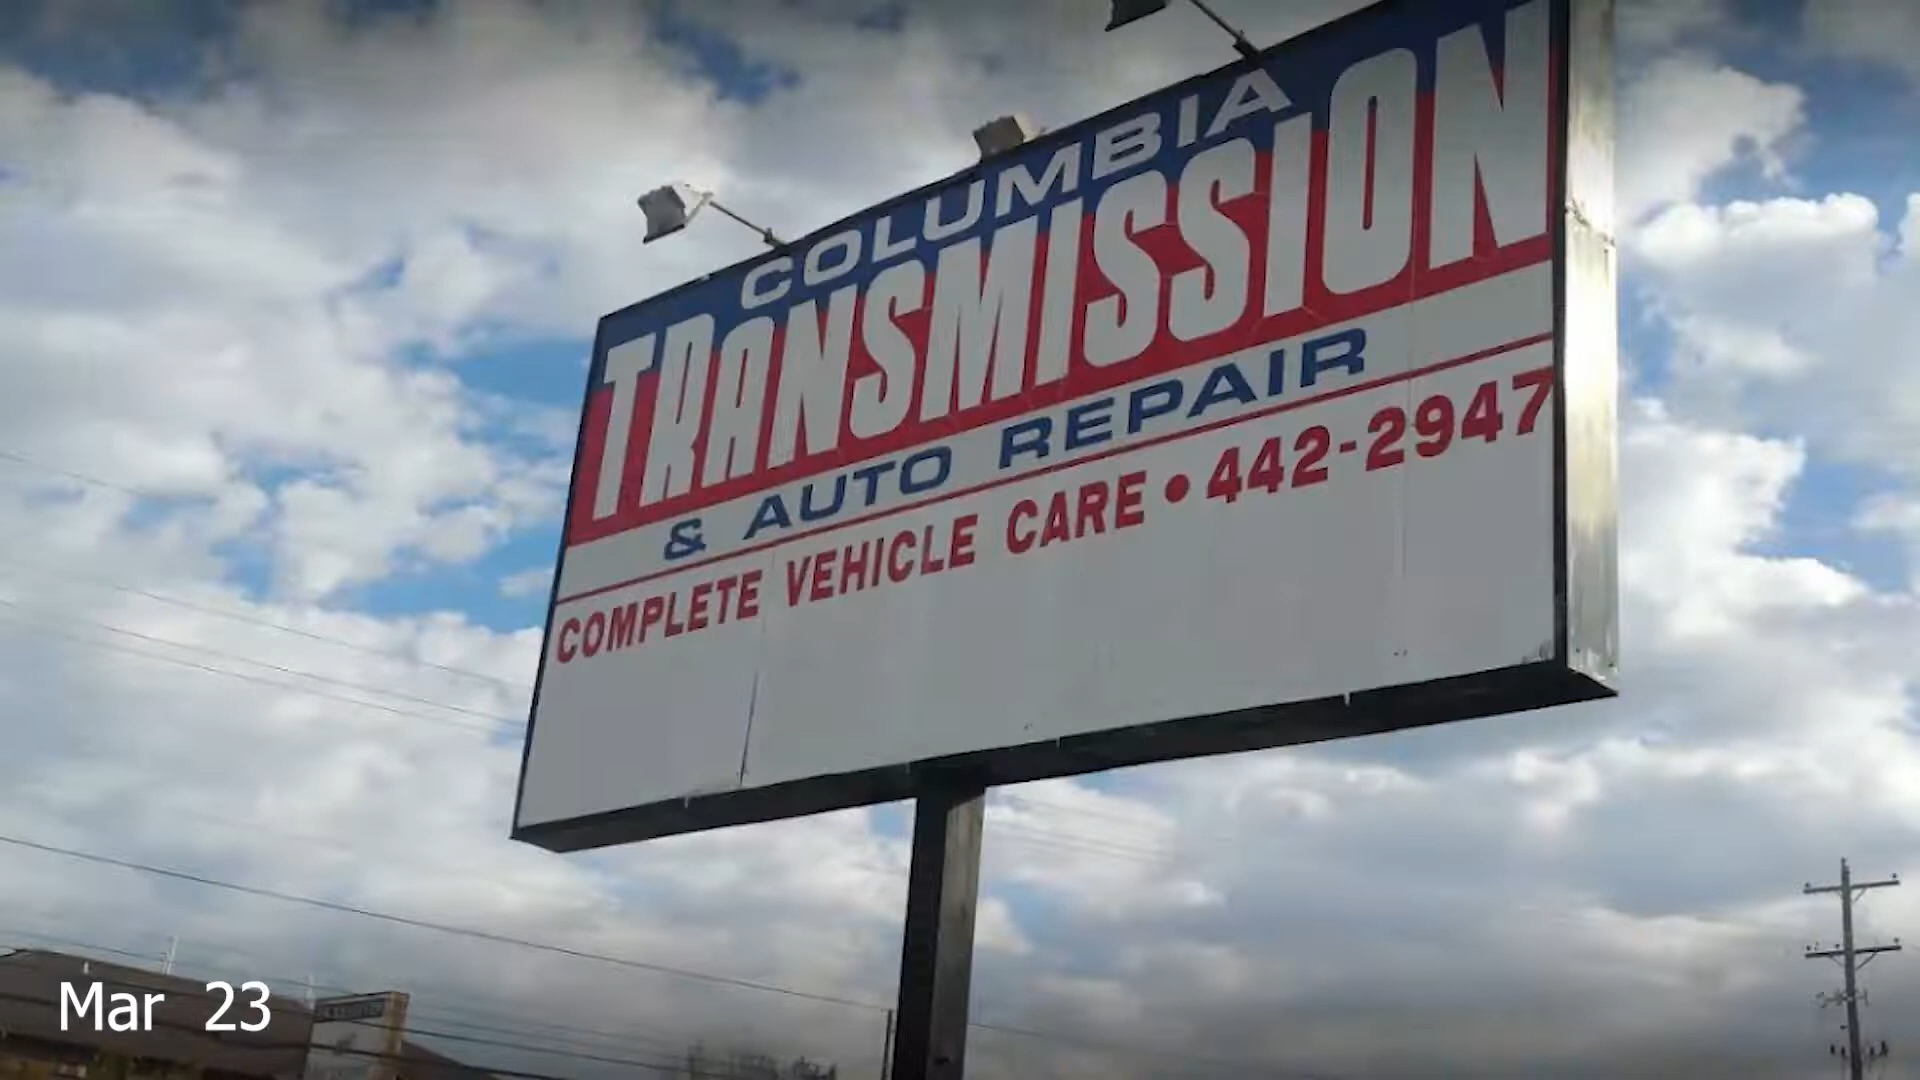 COLUMBIA
TRANSMISSION
& AUTO REPAIR
COMPLETE VEHICLE CARE • 442-2947
Mar 23